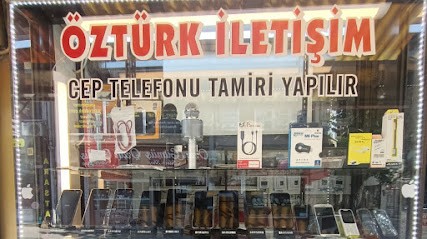 ÖZTÜRK İLETİŞİM
CEP TELEFONU TAMİRİ YAPILIR